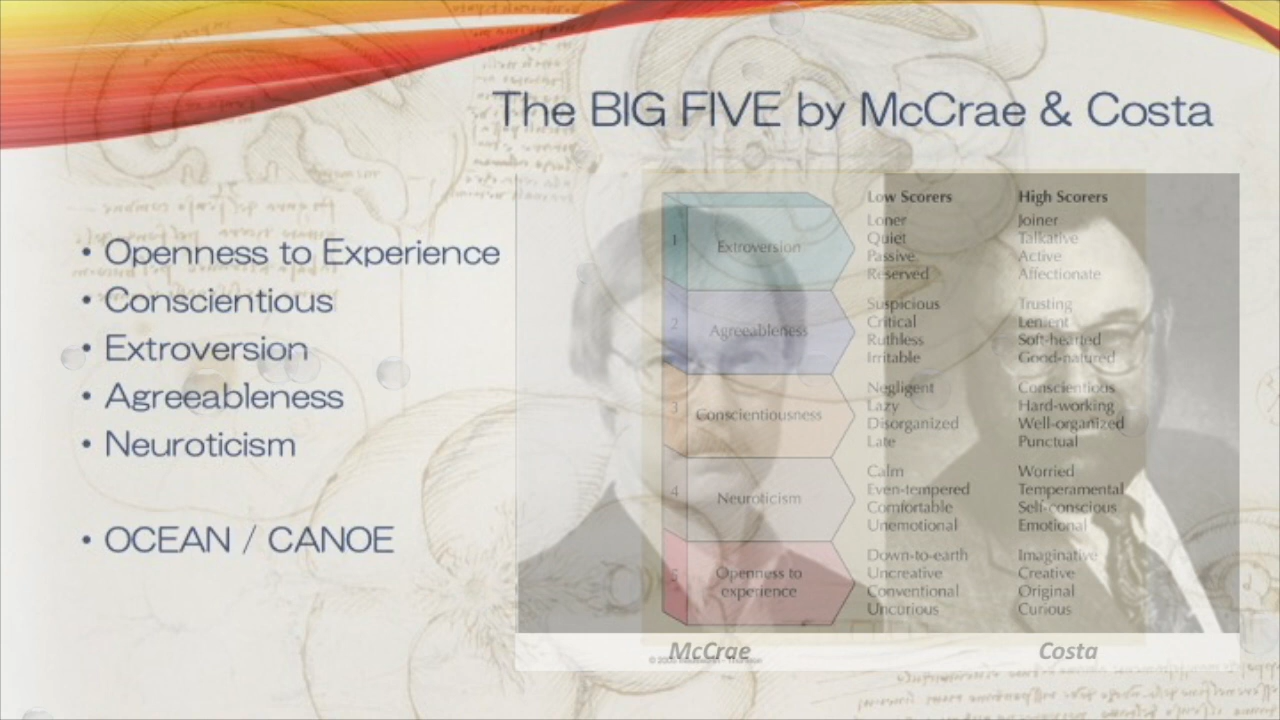 The BIG FIVE by McCrae & Costa
• Openness to Experience
• Conscientious
• Extroversion
• Agreeableness
• Neuroticism
• OCEAN / CANOE
Low Scorers High Scorers
1 Extroversion
Loner Joiner
Quiet Talkative
Passive Active
Reserved Affectionate
2 Agreeableness
Suspicious Trusting
Critical Lenient
Ruthless Soft-hearted
Irritable Good-natured
3 Conscientiousness
Negligent Conscientious
Lazy Hard-working
Disorganized Well-organized
Late Punctual
4 Neuroticism
Calm Worried
Even-tempered Temperamental
Comfortable Self-conscious
Unemotional Emotional
5 Openness to
experience
Down-to-earth Imaginative
Uncreative Creative
Conventional Original
Uncurious Curious
McCrae Costa